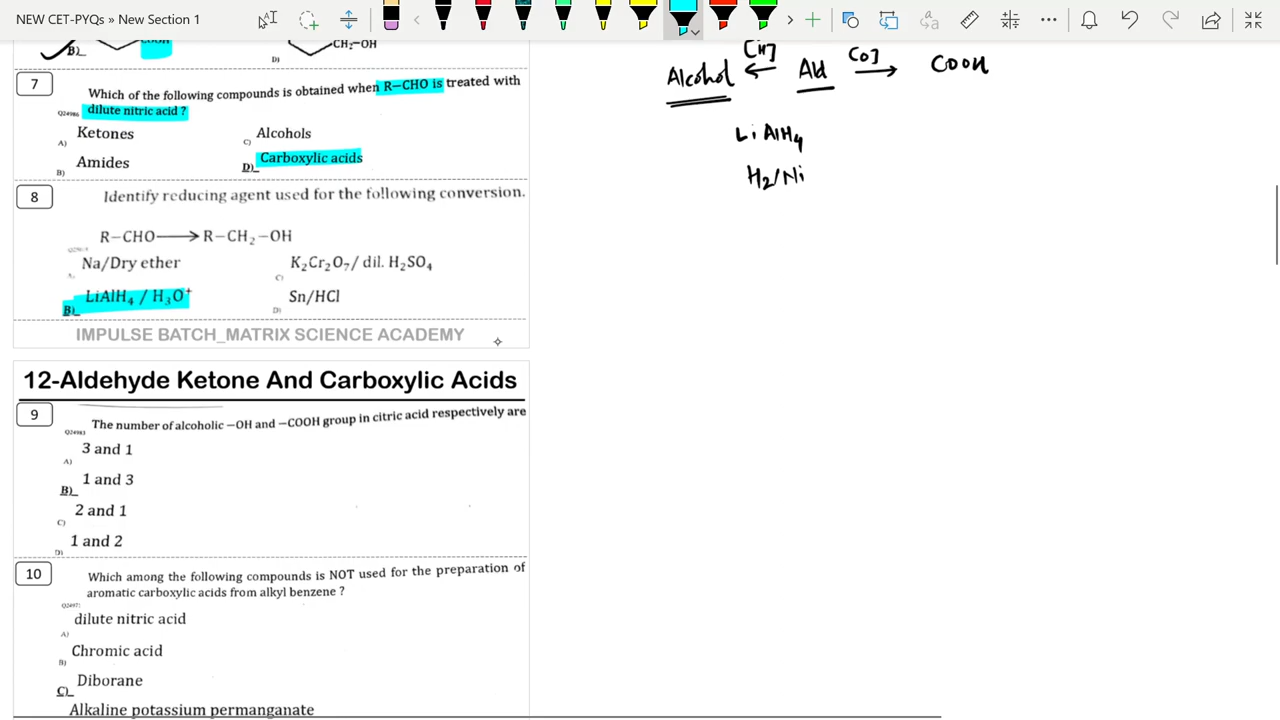 NEW CET-PYQs » New Section 1
B)
COOH
D)
CH₂–OH
7
Which of the following compounds is obtained when R–CHO is treated with
dilute nitric acid ?
Q24986
Ketones
A)
Alcohols
C)
Amides
B)
Carboxylic acids
D)
8
Identify reducing agent used for the following conversion.
R–CHO⟶R–CH₂–OH
Na/Dry ether
K₂Cr₂O₇/ dil. H₂SO₄
C)
LiAlH₄ / H₃O⁺
B)
Sn/HCl
D)
IMPULSE BATCH_MATRIX SCIENCE ACADEMY
12-Aldehyde Ketone And Carboxylic Acids
9
The number of alcoholic –OH and –COOH group in citric acid respectively are
Q24983
3 and 1
A)
1 and 3
B)
2 and 1
C)
1 and 2
D)
10
Which among the following compounds is NOT used for the preparation of
aromatic carboxylic acids from alkyl benzene ?
dilute nitric acid
A)
Chromic acid
B)
Diborane
C)
Alkaline potassium permanganate
Alcohol ←[H] Ald [O]→ COOH
LiAlH₄
H₂/Ni